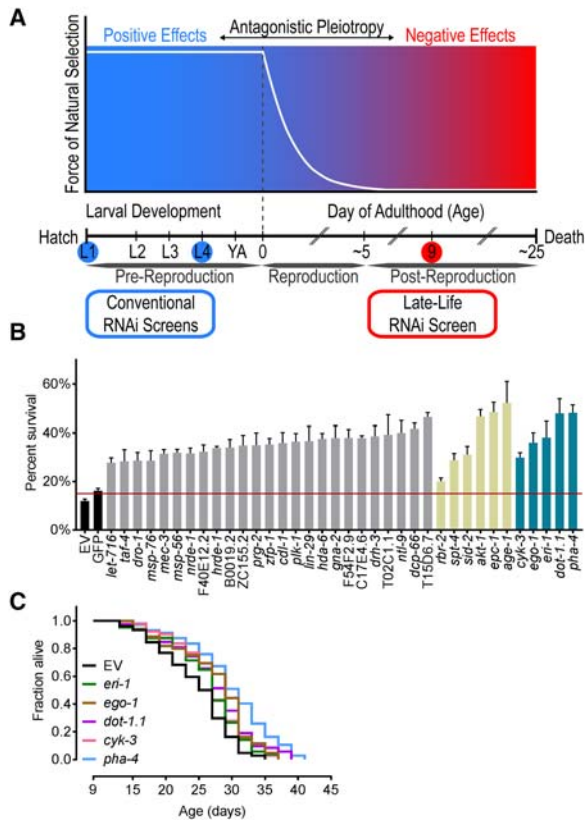 A
Positive Effects
Antagonistic Pleiotropy
Negative Effects
Force of Natural Selection
Larval Development
Day of Adulthood (Age)
Hatch
Death
L1
L2
L3
L4
YA
0
~5
9
~25
Pre-Reproduction
Reproduction
Post-Reproduction
Conventional
RNAi Screens
Late-Life
RNAi Screen
B
Percent survival
60%
40%
20%
0%
EV
GFP
let-716
taf-4
dro-1
msp-76
mec-3
msp-56
nrde-1
F40E12.2
hrde-1
B0019.2
ZC155.2
prg-2
zfp-1
cdl-1
plk-1
lin-29
hda-6
gna-2
F54F2.9
C17E4.6
drh-3
T02C1.1
ntl-9
dcp-66
T15D6.7
rbr-2
spt-4
sid-2
akt-1
epc-1
age-1
cyk-3
ego-1
eri-1
dot-1.1
pha-4
C
Fraction alive
1.0
0.8
0.6
0.4
0.2
0.0
EV
eri-1
ego-1
dot-1.1
cyk-3
pha-4
9
15
20
25
30
35
40
45
Age (days)